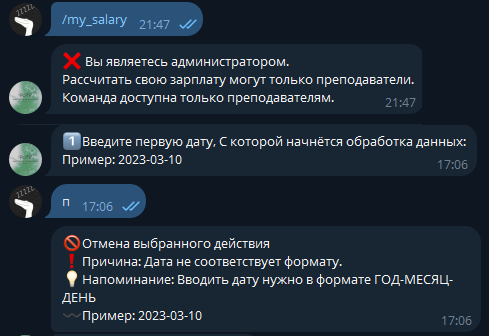 /my_salary
21:47
❌ Вы являетесь администратором.
Рассчитать свою зарплату могут только преподаватели.
Команда доступна только преподавателям.
21:47
1️⃣Введите первую дату, С которой начнётся обработка данных:
Пример: 2023-03-10
17:06
п
17:06
🚫Отмена выбранного действия
❗Причина: Дата не соответствует формату.
💡Напоминание: Вводить дату нужно в формате ГОД-МЕСЯЦ-
ДЕНЬ
〰️Пример: 2023-03-10
17:06